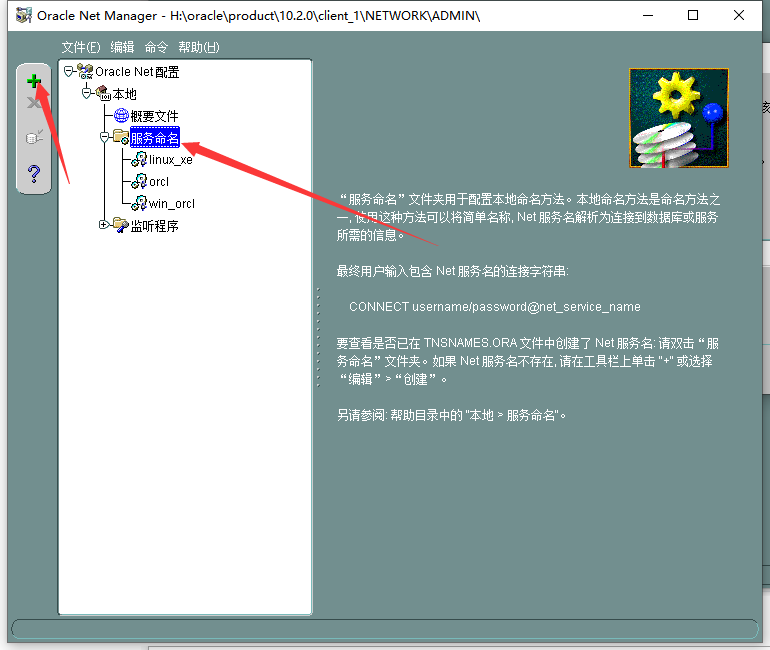 Oracle Net Manager - H:\oracle\product\10.2.0\client_1\NETWORK\ADMIN\
文件(F) 编辑 命令 帮助(H)
Oracle Net 配置
本地
概要文件
服务命名
linux_xe
orcl
win_orcl
监听程序
“服务命名”文件夹用于配置本地命名方法。本地命名方法是命名方法之
一, 使用这种方法可以将简单名称, Net 服务名解析为连接到数据库或服务
所需的信息。
最终用户输入包含 Net 服务名的连接字符串:
CONNECT username/password@net_service_name
要查看是否已在 TNSNAMES.ORA 文件中创建了 Net 服务名: 请双击“服
务命名”文件夹。如果 Net 服务名不存在, 请在工具栏上单击 "+" 或选择
“编辑”>“创建”。
另请参阅: 帮助目录中的 "本地 > 服务命名"。